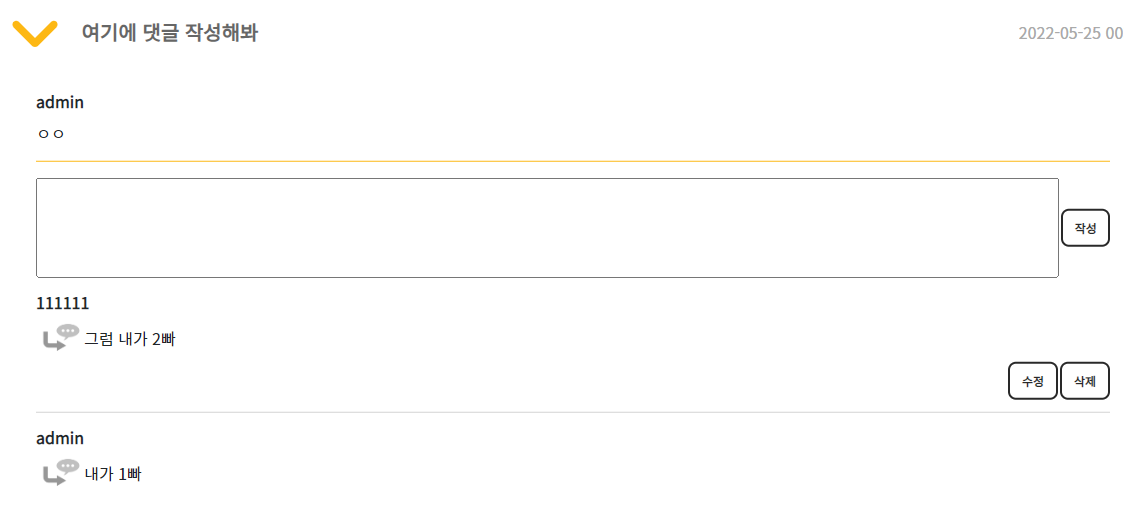 여기에 댓글 작성해봐
2022-05-25 00
admin
ㅇㅇ
작성
111111
그럼 내가 2빠
수정 삭제
admin
내가 1빠